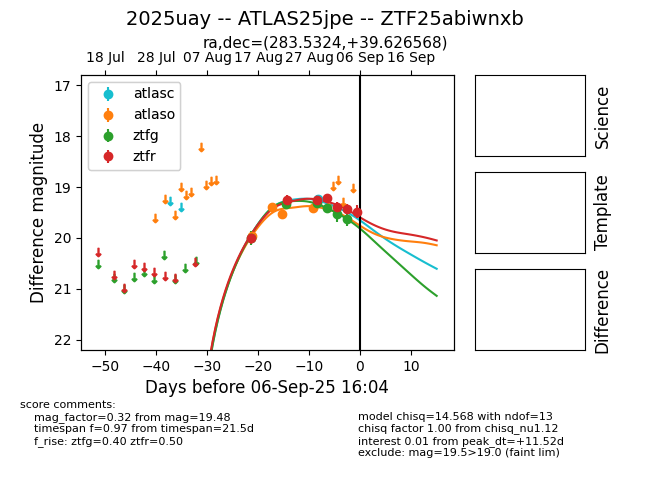 2025uay -- ATLAS25jpe -- ZTF25abiwnxb
ra,dec=(283.5324,+39.626568)
18 Jul 28 Jul 07 Aug 17 Aug 27 Aug 06 Sep 16 Sep
atlasc
atlaso
ztfg
ztfr
17
18
19
20
21
22
Difference magnitude
−50 −40 −30 −20 −10 0 10
Days before 06-Sep-25 16:04
Science
Template
Difference
score comments:
mag_factor=0.32 from mag=19.48
timespan f=0.97 from timespan=21.5d
f_rise: ztfg=0.40 ztfr=0.50
model chisq=14.568 with ndof=13
chisq factor 1.00 from chisq_nu1.12
interest 0.01 from peak_dt=+11.52d
exclude: mag=19.5>19.0 (faint lim)